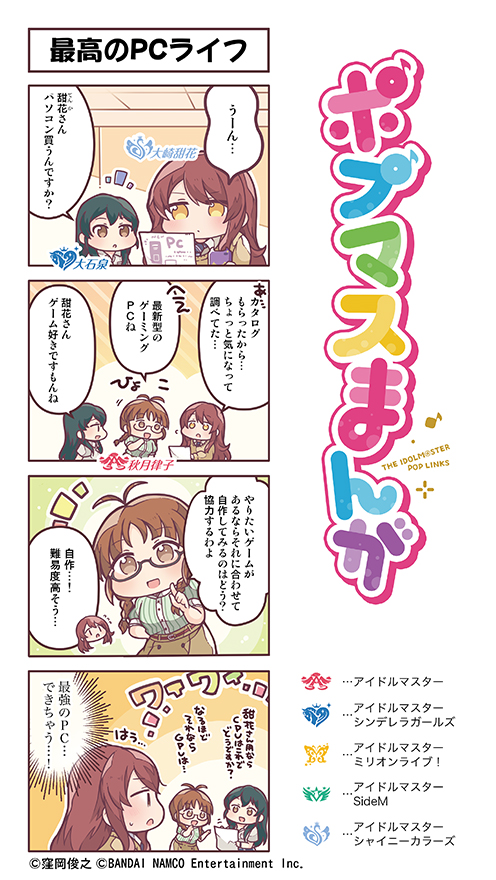 最高のPCライフ
うーん…
大崎甜花
甜花さん
パソコン買うんですか?
てんか
PC
大石泉
あ…
カタログ
もらったから…
ちょっと気になって
調べてた…
へえ
最新型の
ゲーミング
PCね
甜花さん
ゲーム好きですもんね
ひょこ
秋月律子
やりたいゲームが
あるならそれに合わせて
自作してみるのはどう?
協力するわよ
自作…!
難易度高そう…
ワイワイ
甜花さん用なら
CPUはこれで
どうですか?
なるほど
それなら
GPUは…
はぅ…
最強のPC…
できちゃう…!
ポプマスまんが
THE IDOLM@STER
POP LINKS
…アイドルマスター
…アイドルマスター
シンデレラガールズ
…アイドルマスター
ミリオンライブ!
…アイドルマスター
SideM
…アイドルマスター
シャイニーカラーズ
©窪岡俊之 ©BANDAI NAMCO Entertainment Inc.